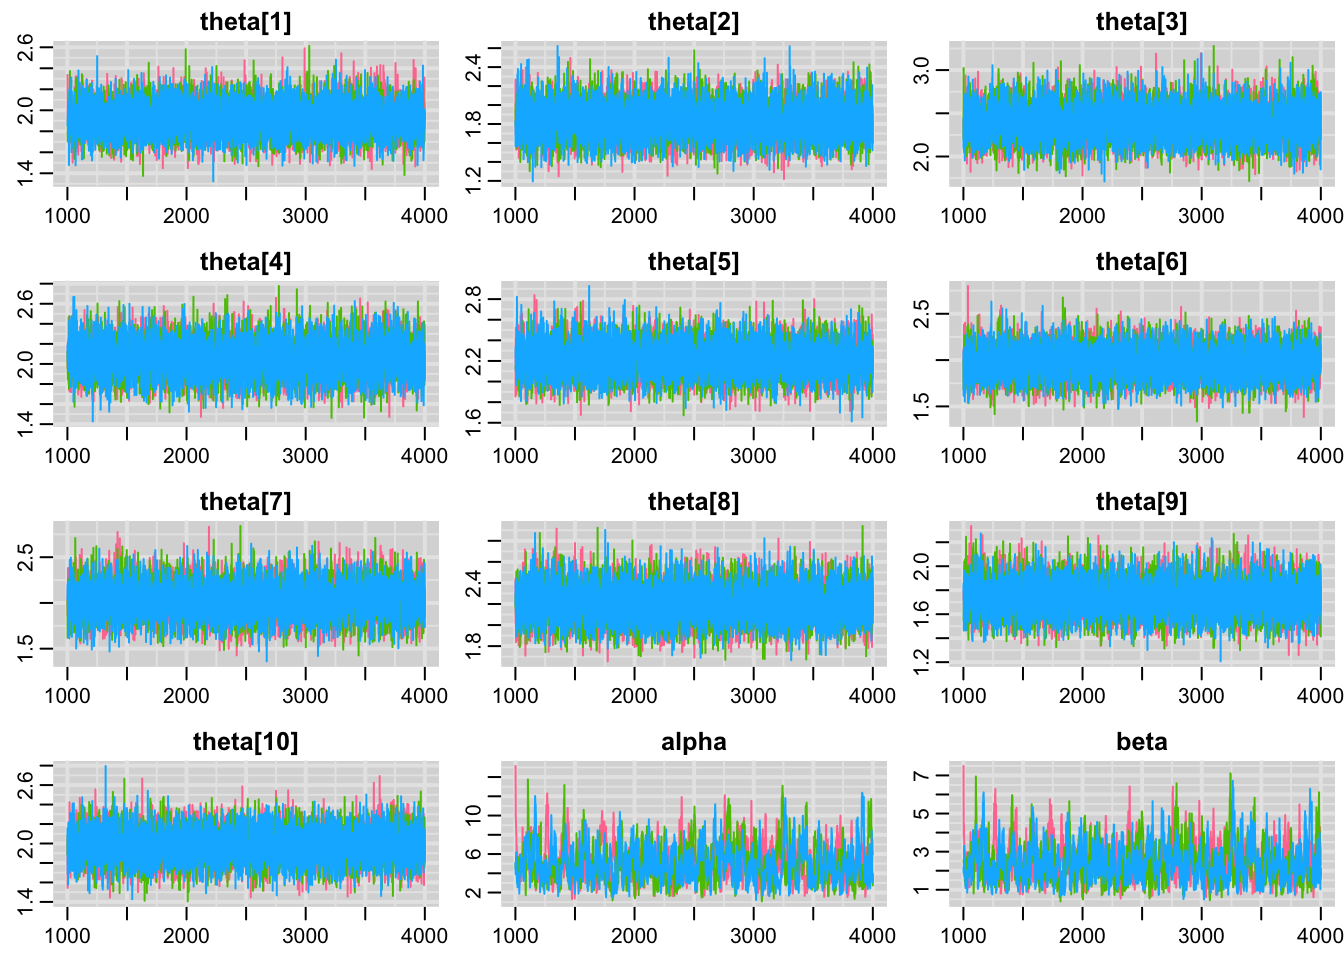 theta[1] theta[2] theta[3]
2.6 2.0 1.4 2.4 1.8 1.2 3.0 2.0
1000 2000 3000 4000 1000 2000 3000 4000 1000 2000 3000 4000
theta[4] theta[5] theta[6]
2.6 2.0 1.4 2.8 2.2 1.6 2.5 1.5
1000 2000 3000 4000 1000 2000 3000 4000 1000 2000 3000 4000
theta[7] theta[8] theta[9]
2.5 1.5 2.4 1.8 2.0 1.6 1.2
1000 2000 3000 4000 1000 2000 3000 4000 1000 2000 3000 4000
theta[10] alpha beta
2.6 2.0 1.4 10 6 2 7 5 3 1
1000 2000 3000 4000 1000 2000 3000 4000 1000 2000 3000 4000